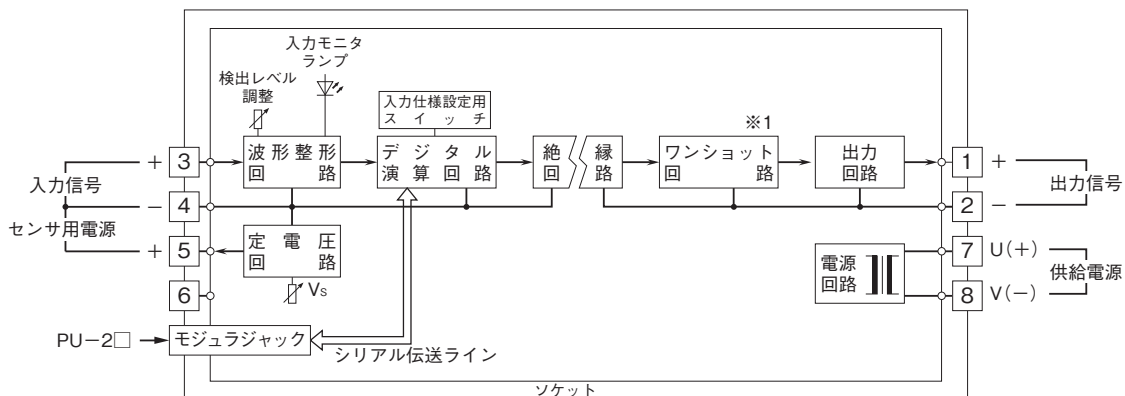 入力モニタ
ランプ
検出レベル
調整
入力仕様設定用
スイッチ
※1
＋ 3
波形整形
回路
デジタル
演算回路
絶縁
回路
ワンショット
回路
出力
回路
1 ＋
入力信号
出力信号
－ 4
2 －
センサ用電源
＋ 5
定電圧
回路
電源
回路
7 U(＋)
供給電源
6
Vs
8 V(－)
PU－2□
モジュラジャック
シリアル伝送ライン
ソケット